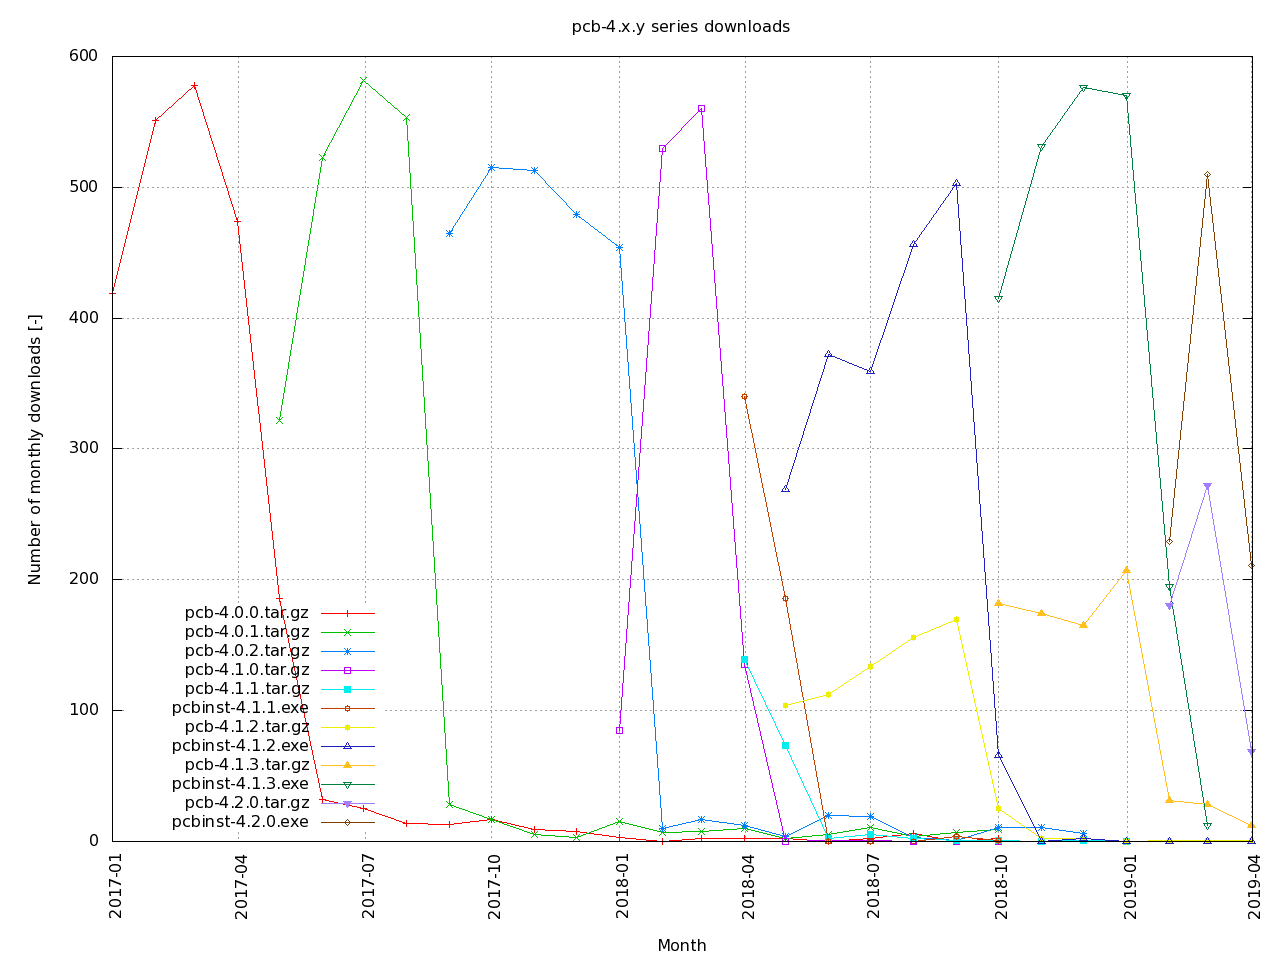 pcb-4.x.y series downloads
600
500
400
300
200
100
0
Number of monthly downloads [-]
pcb-4.0.0.tar.gz
pcb-4.0.1.tar.gz
pcb-4.0.2.tar.gz
pcb-4.1.0.tar.gz
pcb-4.1.1.tar.gz
pcbinst-4.1.1.exe
pcb-4.1.2.tar.gz
pcbinst-4.1.2.exe
pcb-4.1.3.tar.gz
pcbinst-4.1.3.exe
pcb-4.2.0.tar.gz
pcbinst-4.2.0.exe
2017-01
2017-04
2017-07
2017-10
2018-01
2018-04
2018-07
2018-10
2019-01
2019-04
Month